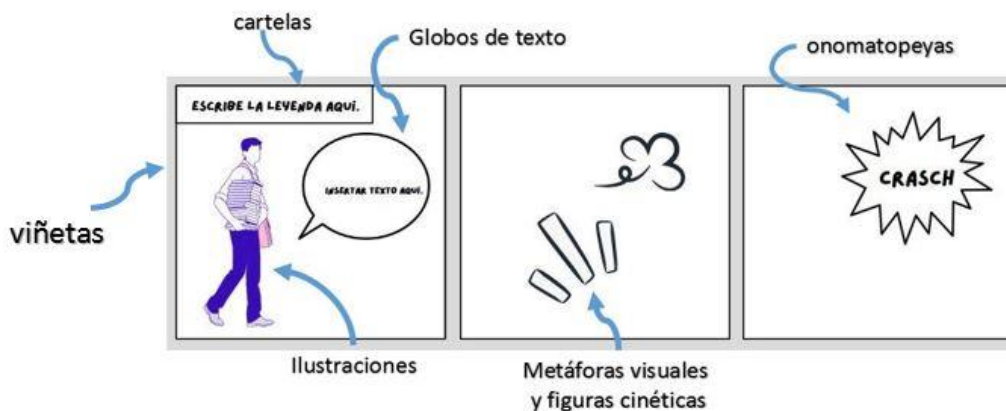 cartelas
Globos de texto
onomatopeyas
ESCRIBE LA LEYENDA AQUÍ.
INSERTAR TEXTO AQUÍ.
CRASCH
viñetas
Ilustraciones
Metáforas visuales
y figuras cinéticas